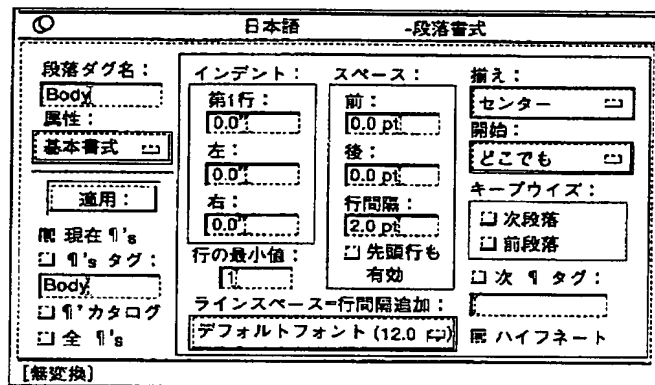 日本語 -段落書式
段落ダグ名：
Body
属性：
基本書式
適用：
現在 ¶'s
¶'s タグ：
Body
¶'カタログ
全 ¶'s
インデント：
第1行：
0.0"
左：
0.0"
右：
0.0"
行の最小値：
1
スペース：
前：
0.0 pt
後：
0.0 pt
行間隔：
2.0 pt
先頭行も
有効
ラインスペース=行間隔追加：
デフォルトフォント (12.0
揃え：
センター
開始：
どこでも
キープウイズ：
次段落
前段落
次 ¶ タグ：
ハイフネート
[無変換]